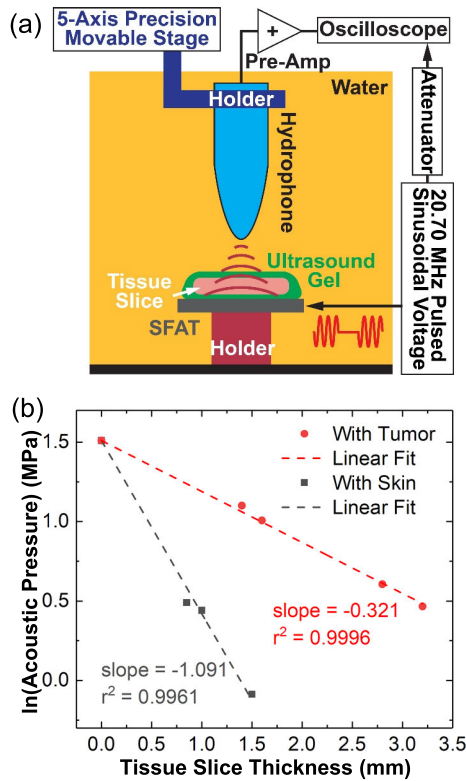 (a)
5-Axis Precision
Movable Stage
+
Pre-Amp
Oscilloscope
Attenuator
20.70 MHz Pulsed
Sinusoidal Voltage
Water
Holder
Hydrophone
Ultrasound
Gel
Tissue
Slice
SFAT
Holder
(b)
ln(Acoustic Pressure) (MPa)
1.5
1.0
0.5
0.0
With Tumor
Linear Fit
With Skin
Linear Fit
slope = -0.321
r² = 0.9996
slope = -1.091
r² = 0.9961
0.0 0.5 1.0 1.5 2.0 2.5 3.0 3.5
Tissue Slice Thickness (mm)